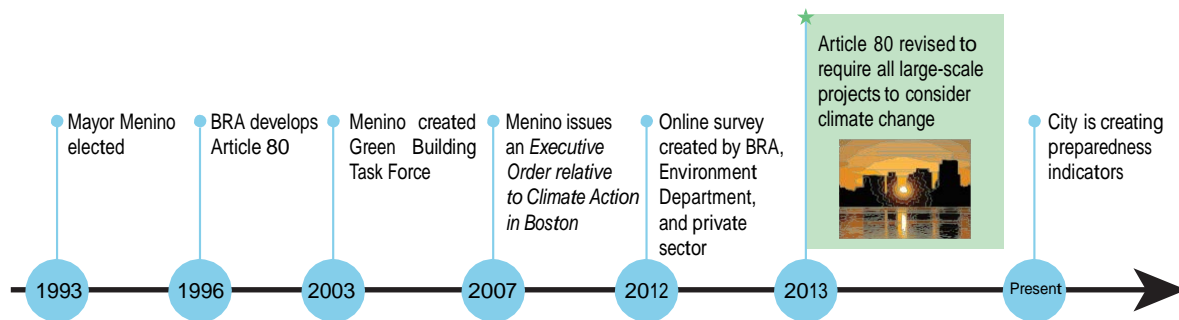 Mayor Menino
elected
BRA develops
Article 80
Menino created
Green Building
Task Force
Menino issues
an Executive
Order relative
to Climate Action
in Boston
Online survey
created by BRA,
Environment
Department,
and private
sector
Article 80 revised to
require all large-scale
projects to consider
climate change
City is creating
preparedness
indicators
1993
1996
2003
2007
2012
2013
Present